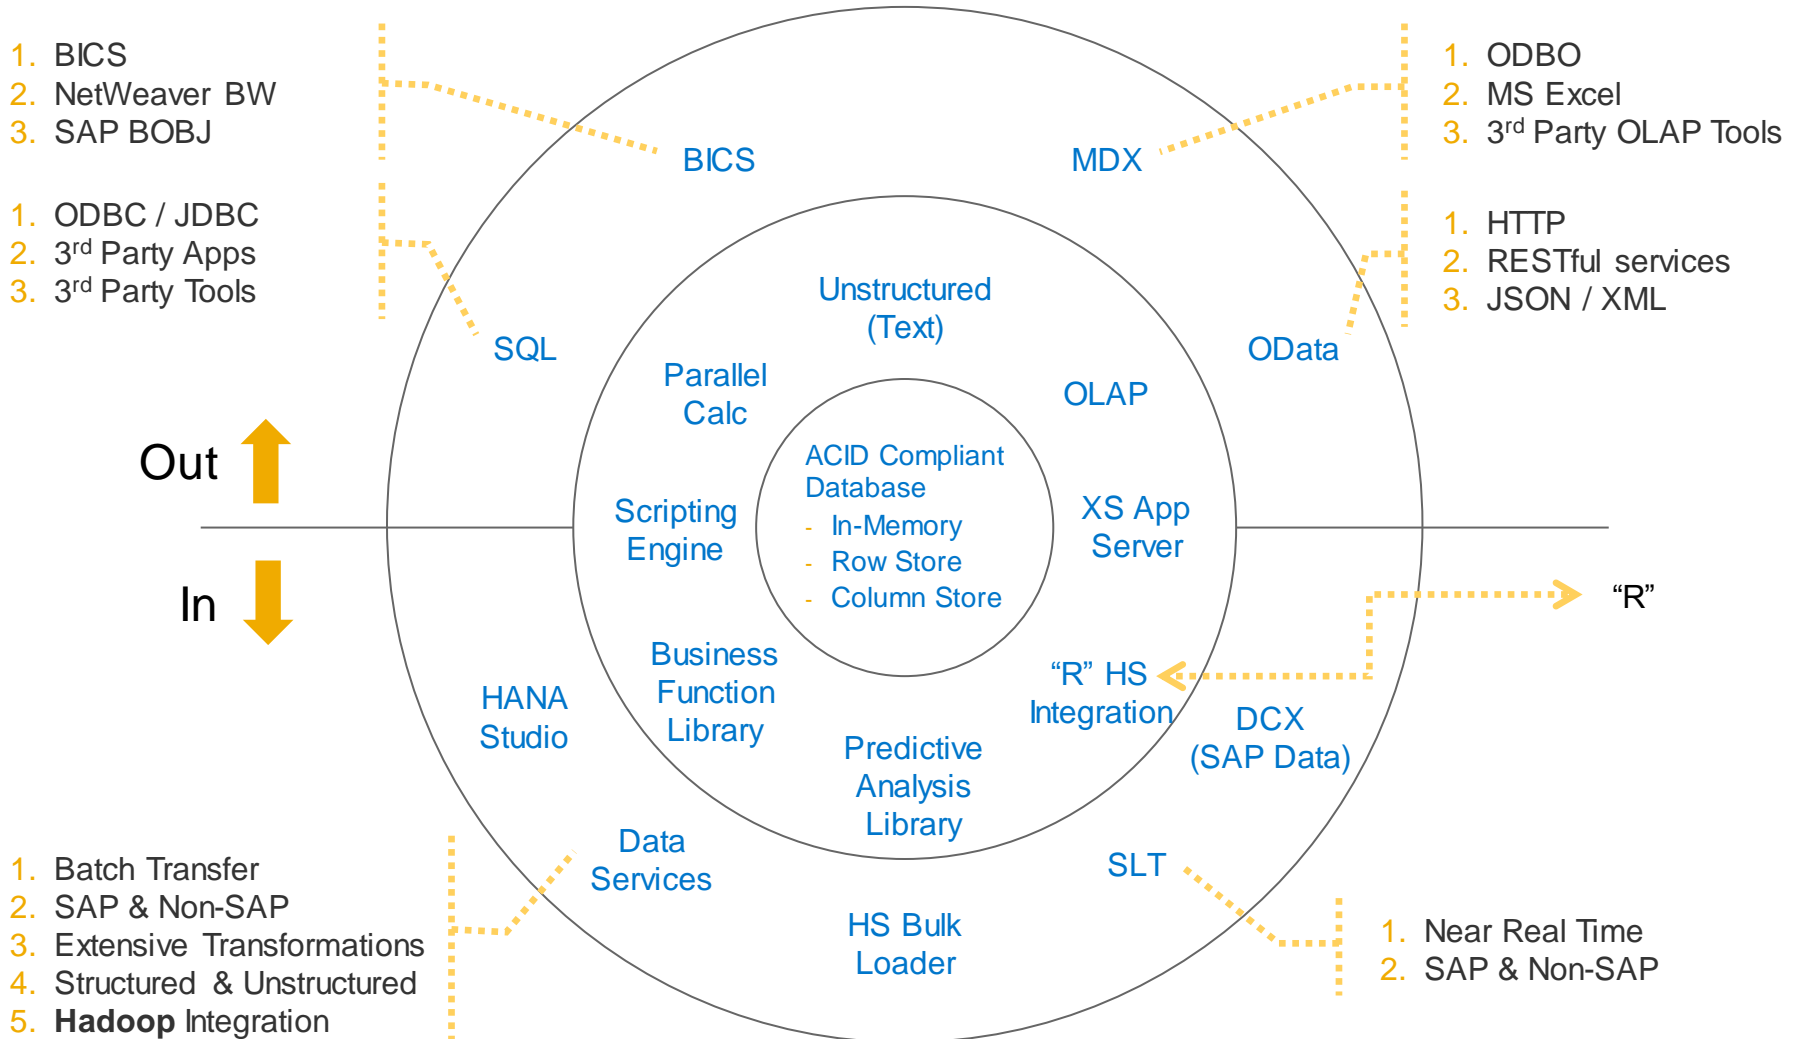 1. BICS
2. NetWeaver BW
3. SAP BOBJ
1. ODBC / JDBC
2. 3rd Party Apps
3. 3rd Party Tools
1. ODBO
2. MS Excel
3. 3rd Party OLAP Tools
1. HTTP
2. RESTful services
3. JSON / XML
BICS
MDX
SQL
OData
Unstructured
(Text)
Parallel
Calc
OLAP
Out
In
ACID Compliant
Database
- In-Memory
- Row Store
- Column Store
Scripting
Engine
XS App
Server
"R"
Business
Function
Library
"R" HS
Integration
Predictive
Analysis
Library
HANA
Studio
DCX
(SAP Data)
Data
Services
HS Bulk
Loader
SLT
1. Batch Transfer
2. SAP & Non-SAP
3. Extensive Transformations
4. Structured & Unstructured
5. Hadoop Integration
1. Near Real Time
2. SAP & Non-SAP